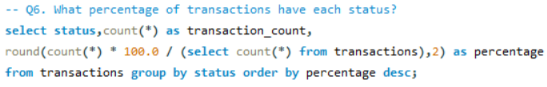 -- Q6. What percentage of transactions have each status?
select status,count(*) as transaction_count,
round(count(*) * 100.0 / (select count(*) from transactions),2) as percentage
from transactions group by status order by percentage desc;